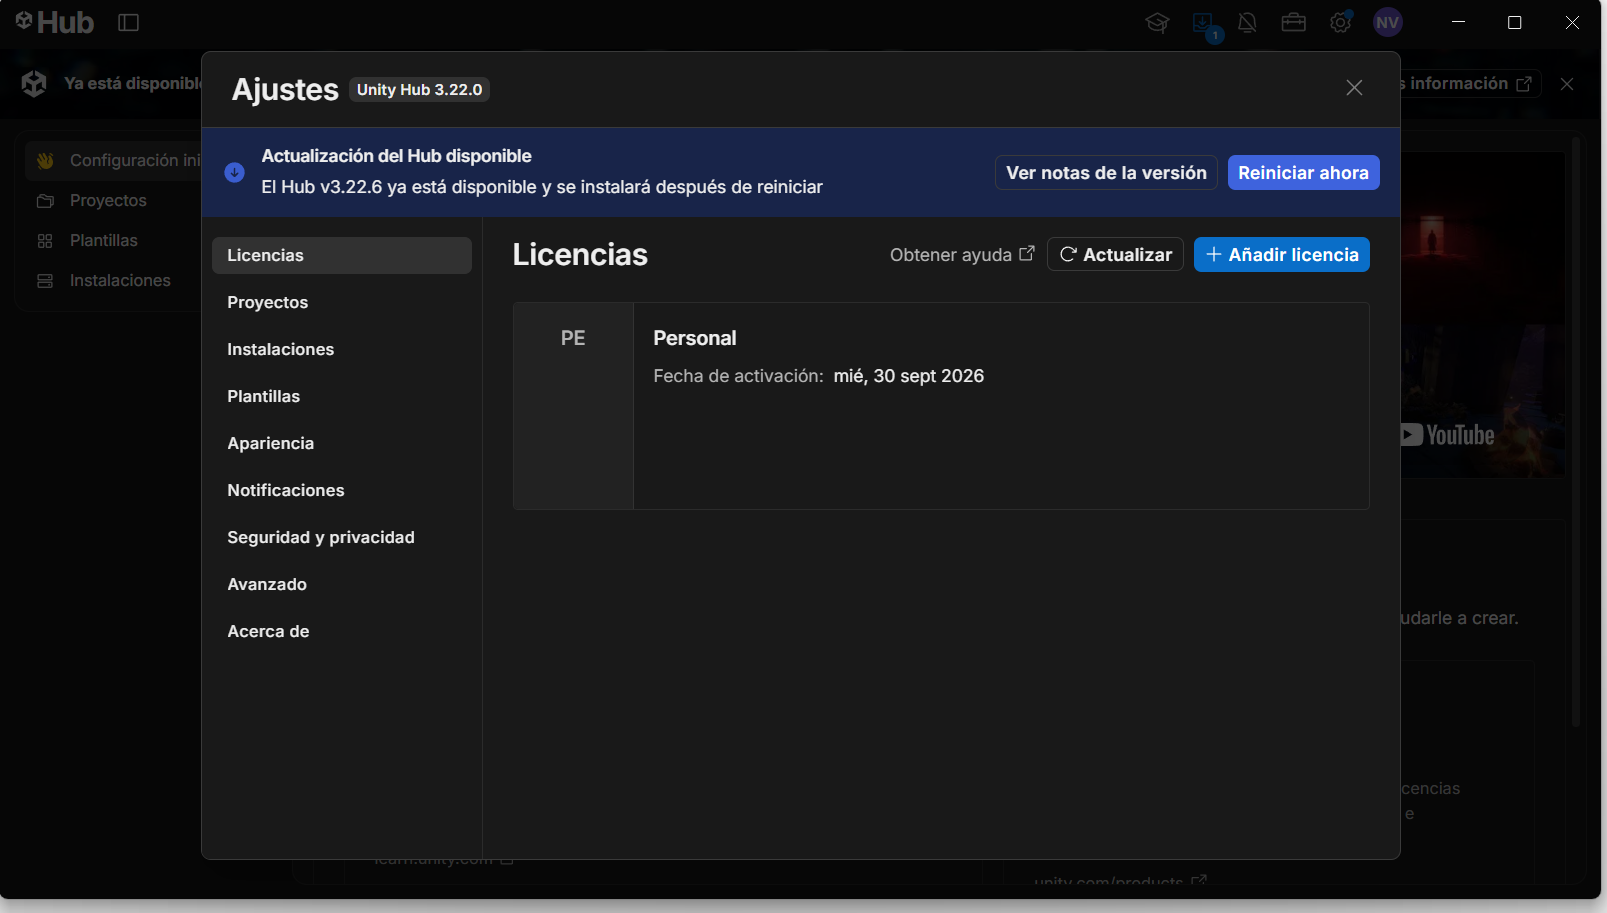 Hub
1
NV
Ya está disponible
s información
Ajustes
Unity Hub 3.22.0
Actualización del Hub disponible
El Hub v3.22.6 ya está disponible y se instalará después de reiniciar
Ver notas de la versión
Reiniciar ahora
Configuración ini
Proyectos
Plantillas
Instalaciones
Licencias
Proyectos
Instalaciones
Plantillas
Apariencia
Notificaciones
Seguridad y privacidad
Avanzado
Acerca de
Licencias
Obtener ayuda
Actualizar
Añadir licencia
PE
Personal
Fecha de activación: mié, 30 sept 2026
YouTube
udarle a crear.
cencias
e
learn.unity.com
unity.com/products